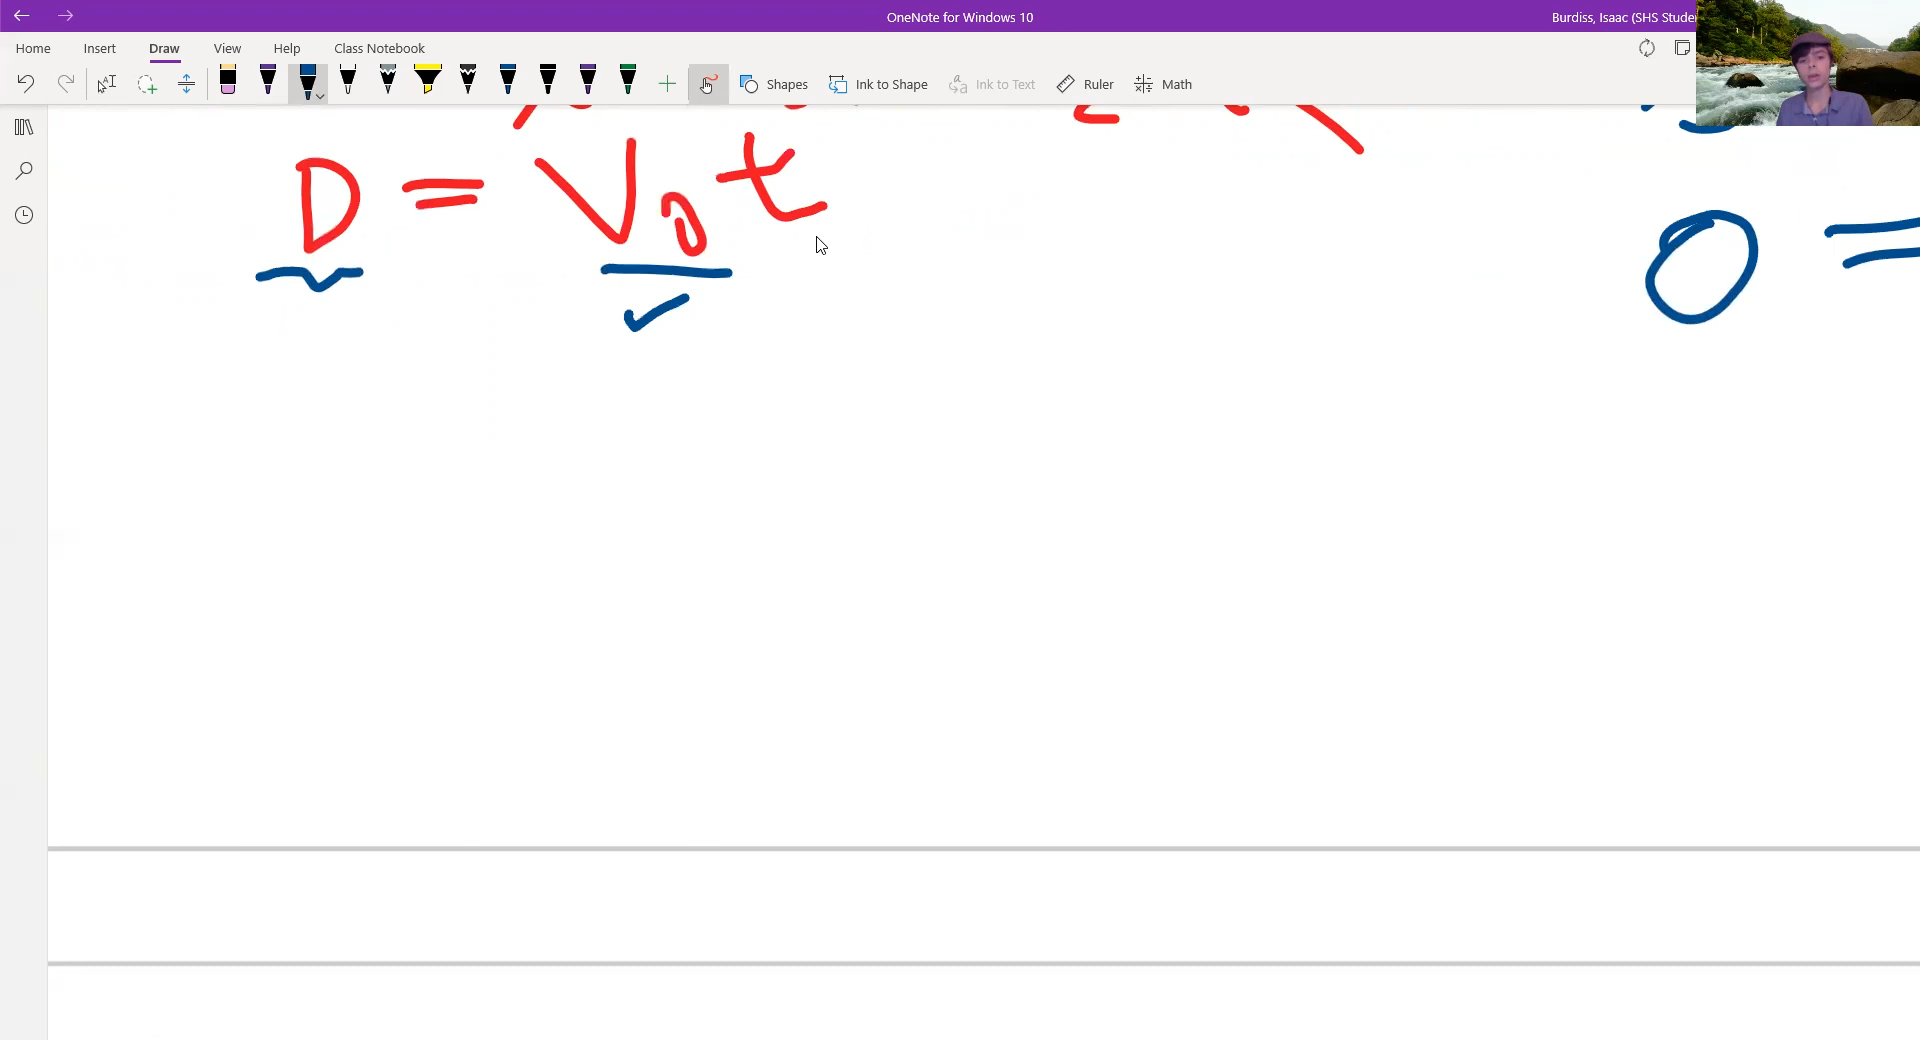 OneNote for Windows 10
Burdiss, Isaac (SHS Stude
Home Insert Draw View Help Class Notebook
Shapes Ink to Shape Ink to Text Ruler Math
D = V₀t
0 =